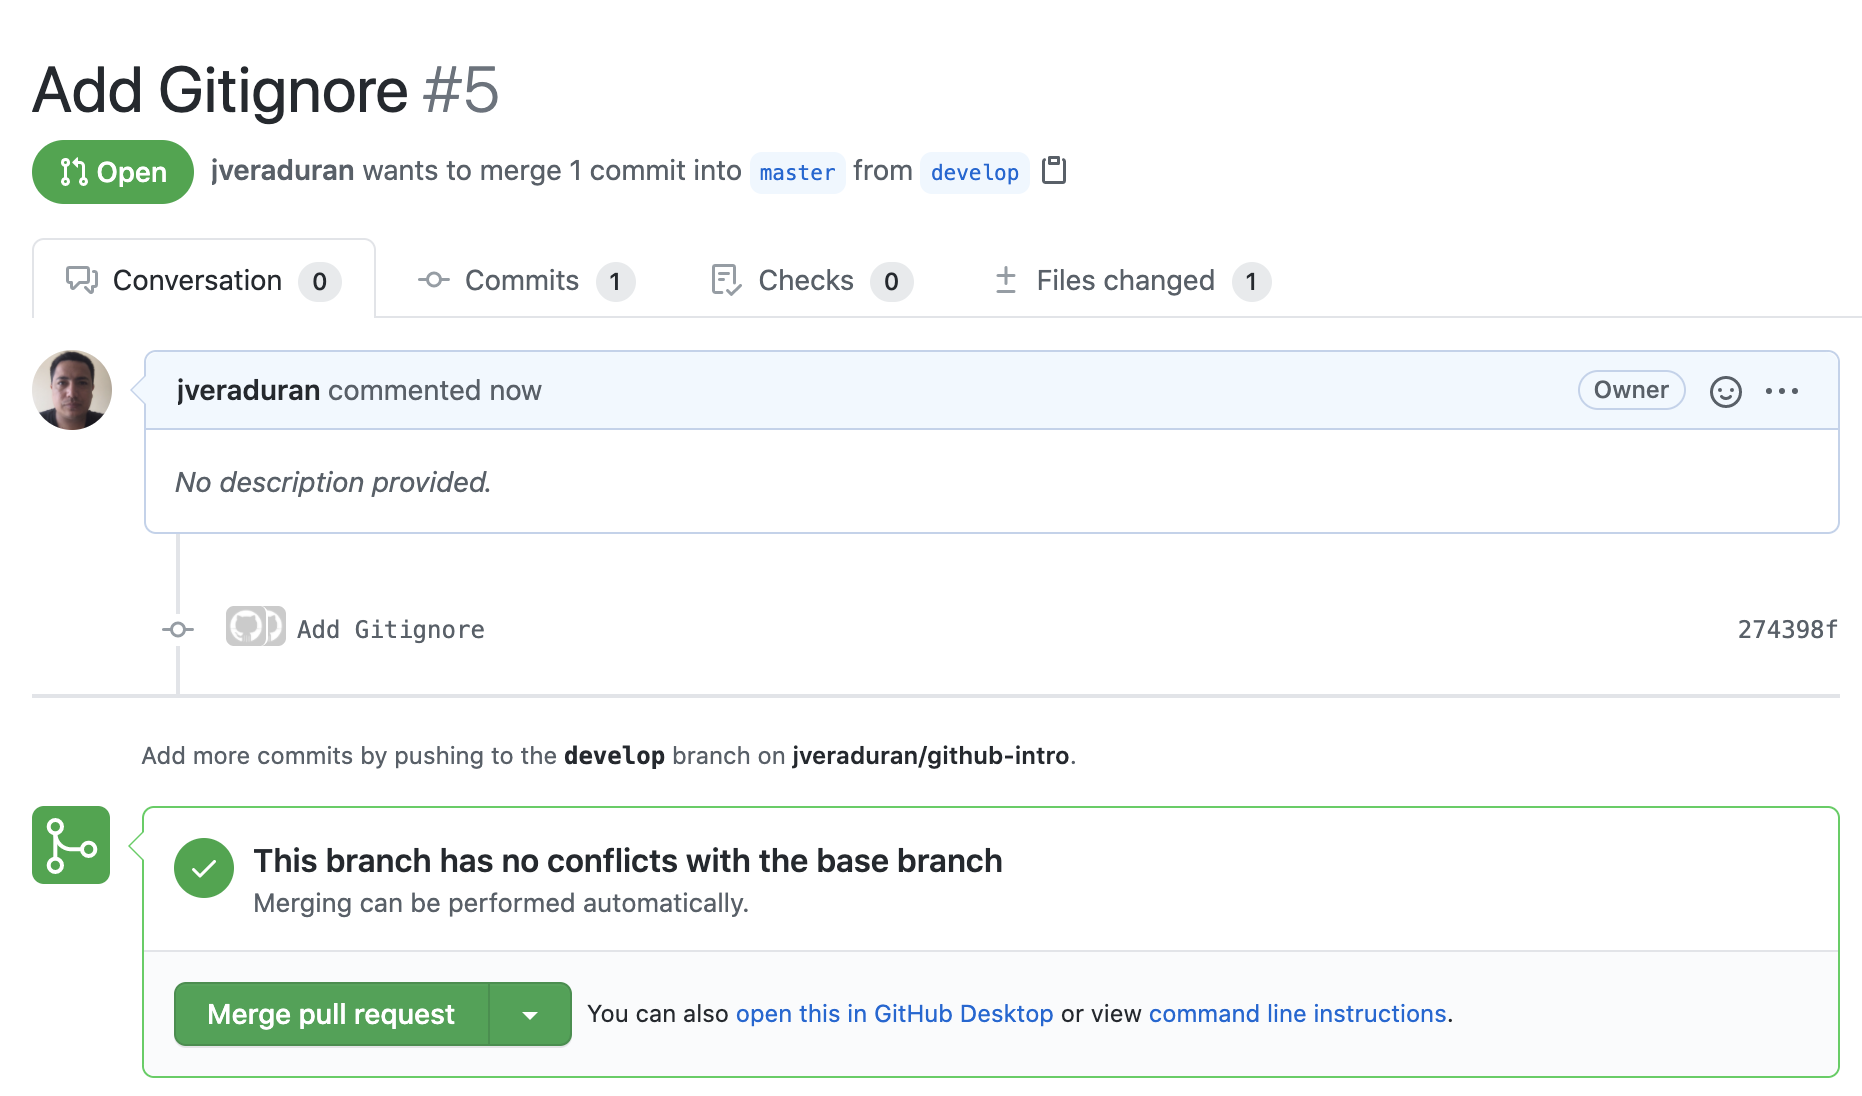 Add Gitignore #5
Open jveraduran wants to merge 1 commit into master from develop
Conversation 0 Commits 1 Checks 0 Files changed 1
jveraduran commented now Owner
No description provided.
Add Gitignore 274398f
Add more commits by pushing to the develop branch on jveraduran/github-intro.
This branch has no conflicts with the base branch
Merging can be performed automatically.
Merge pull request You can also open this in GitHub Desktop or view command line instructions.